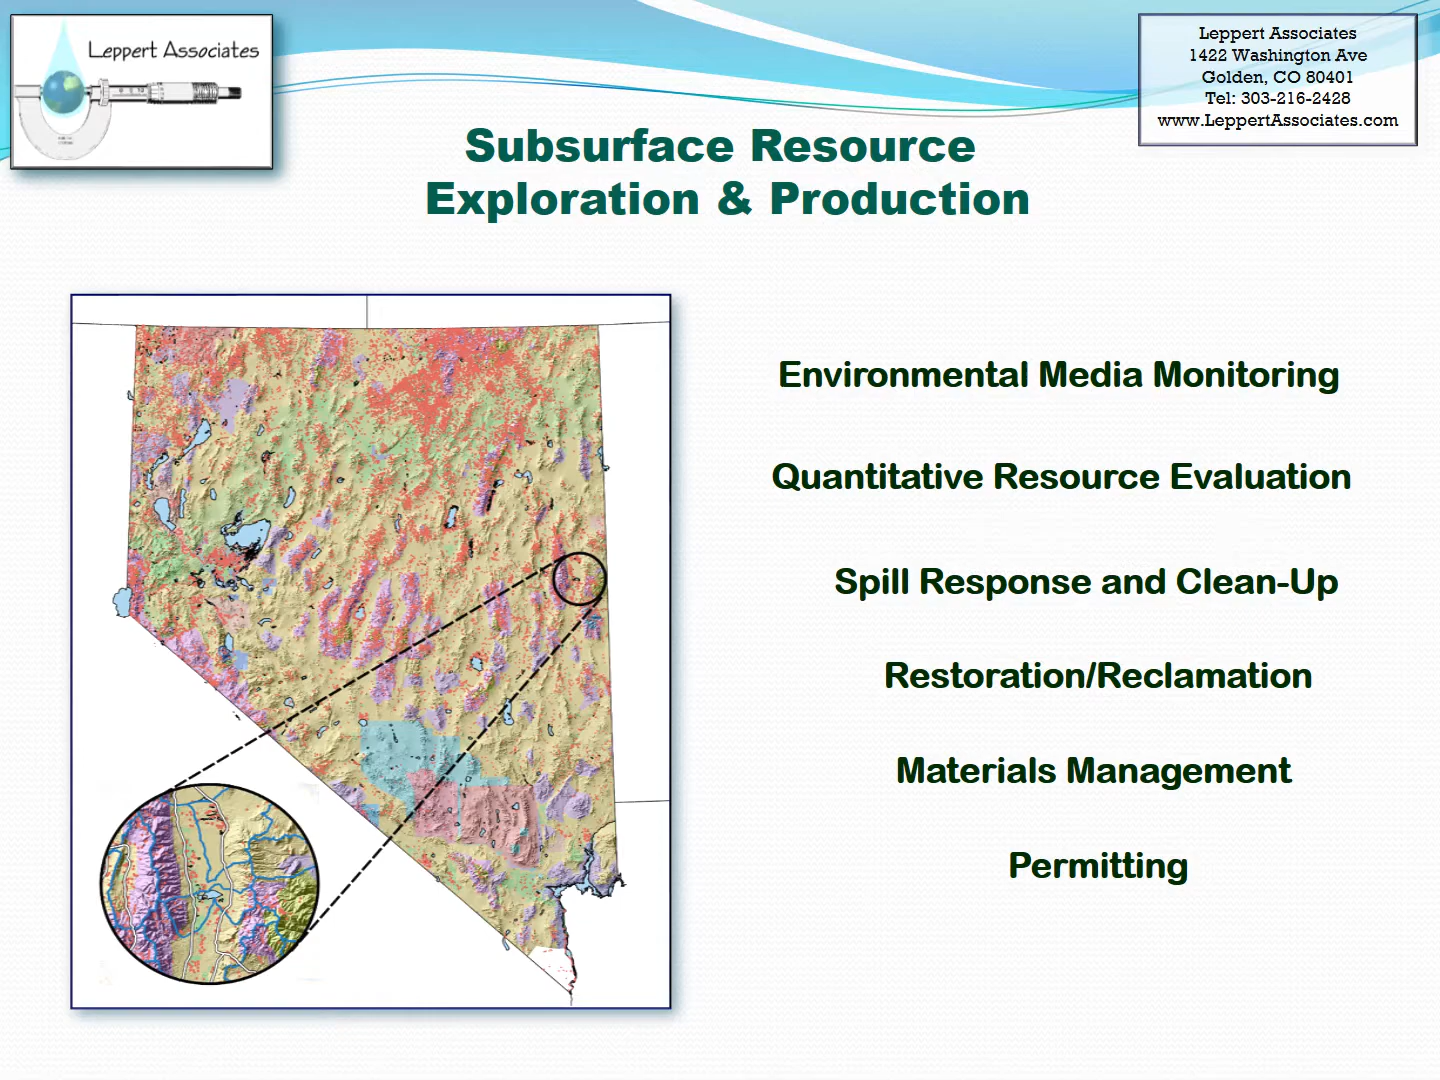 Leppert Associates
Leppert Associates
1422 Washington Ave
Golden, CO 80401
Tel: 303-216-2428
www.LeppertAssociates.com
Subsurface Resource
Exploration & Production
Environmental Media Monitoring
Quantitative Resource Evaluation
Spill Response and Clean-Up
Restoration/Reclamation
Materials Management
Permitting